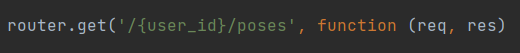 router.get('/{user_id}/poses', function (req, res)